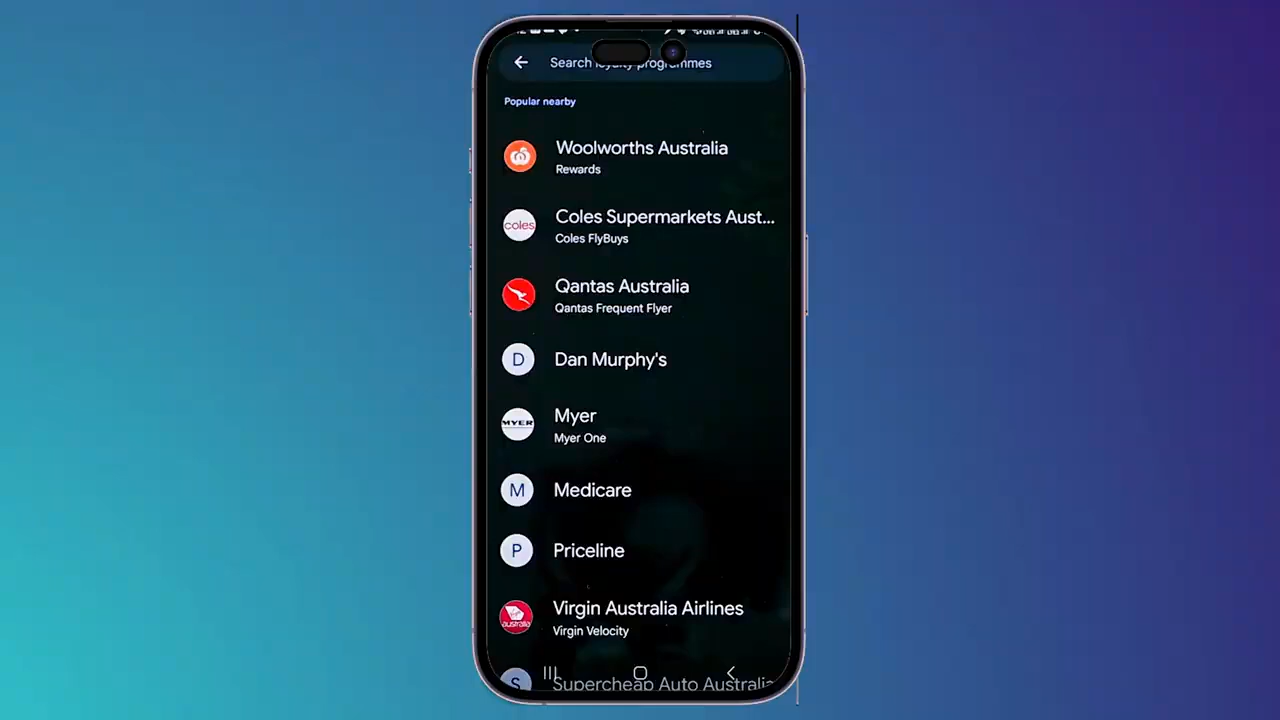 Search loyalty programmes
Popular nearby
Woolworths Australia
Rewards
coles
Coles Supermarkets Aust...
Coles FlyBuys
Qantas Australia
Qantas Frequent Flyer
D
Dan Murphy's
MYER
Myer
Myer One
M
Medicare
P
Priceline
australia
Virgin Australia Airlines
Virgin Velocity
S
Supercheap Auto Australia